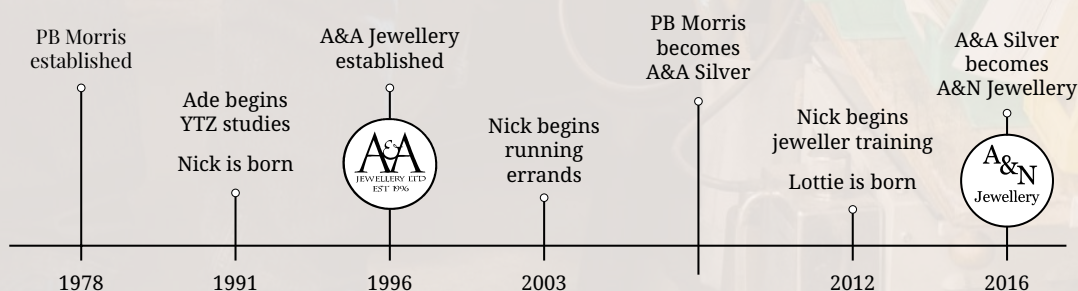 PB Morris
established
1978
Ade begins
YTZ studies
Nick is born
1991
A&A Jewellery
established
A&A
JEWELLERY LTD
EST 1996
1996
Nick begins
running
errands
2003
PB Morris
becomes
A&A Silver
Nick begins
jeweller training
Lottie is born
2012
A&A Silver
becomes
A&N Jewellery
A&N
Jewellery
2016